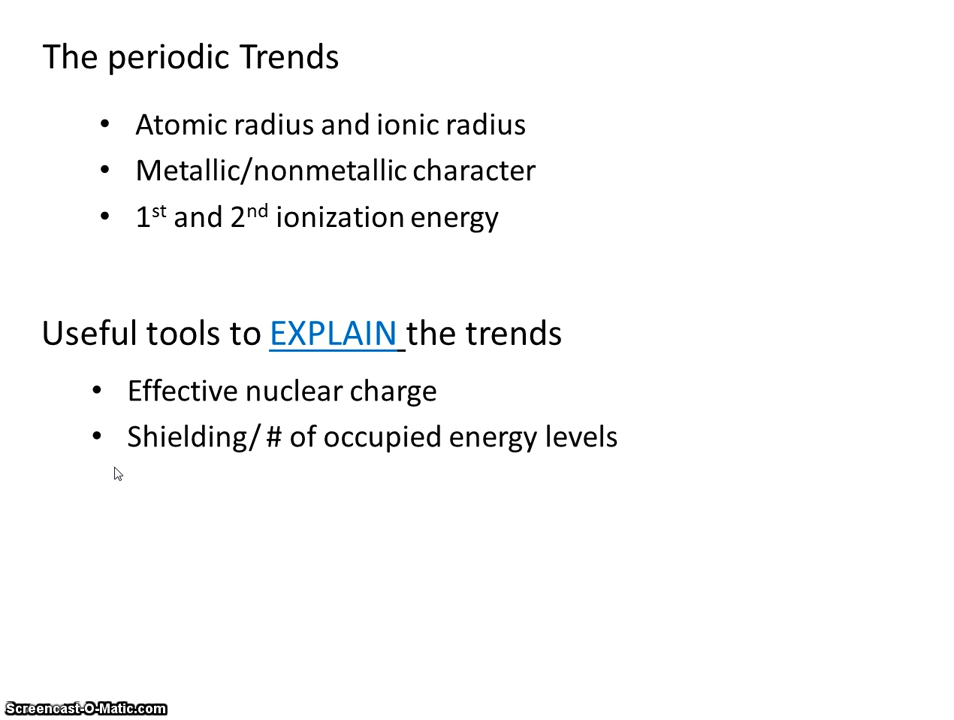 The periodic Trends
• Atomic radius and ionic radius
• Metallic/nonmetallic character
• 1st and 2nd ionization energy
Useful tools to EXPLAIN the trends
• Effective nuclear charge
• Shielding/ # of occupied energy levels
Screencast-O-Matic.com